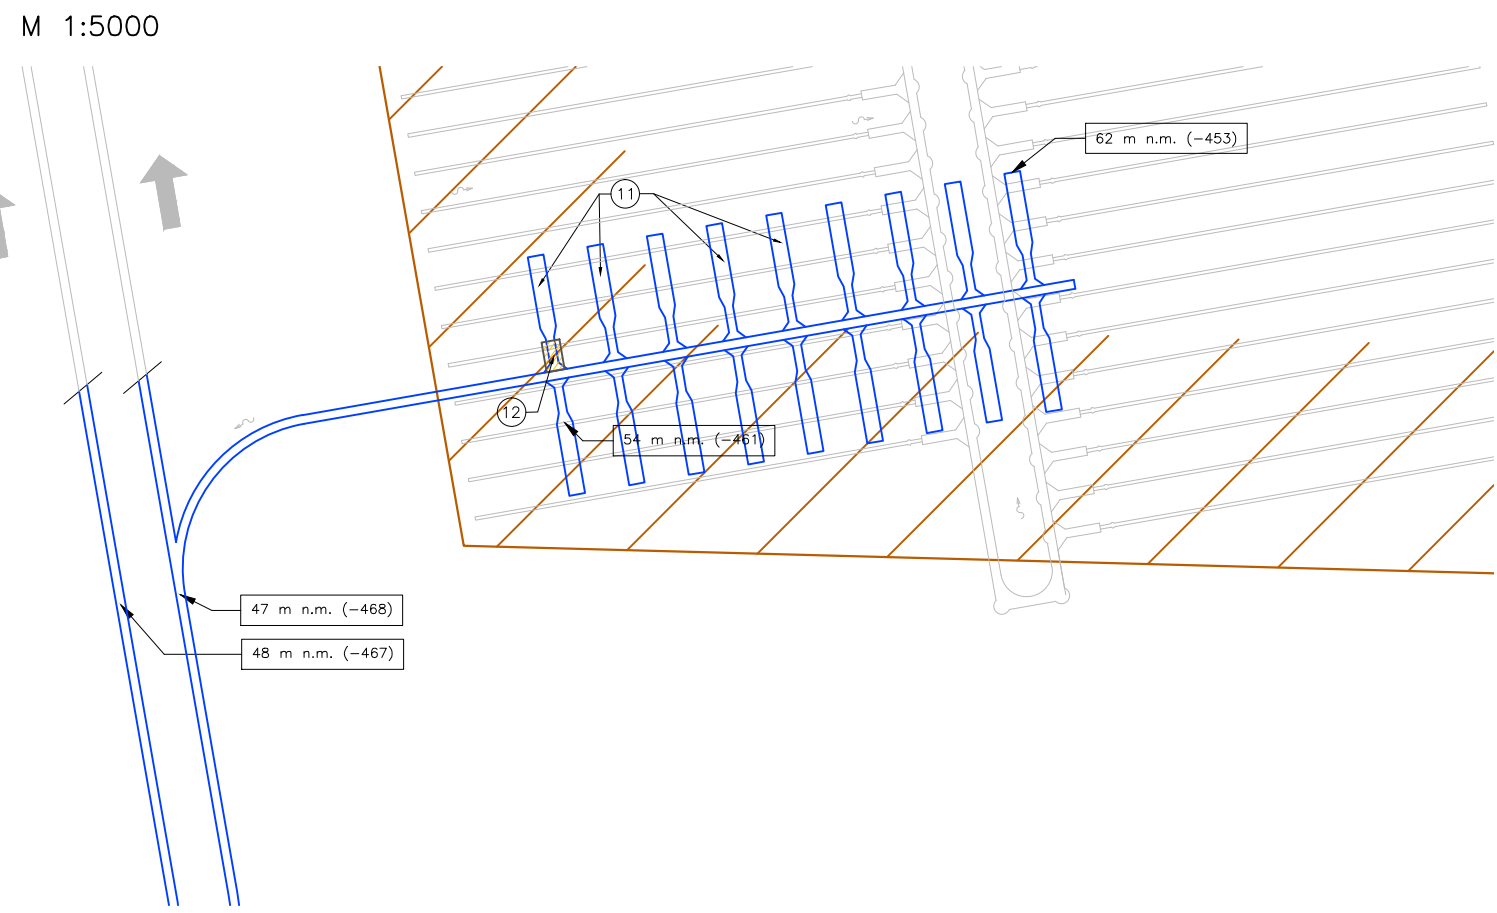 M 1:5000
62 m n.m. (-453)
11
12
54 m n.m. (-461)
47 m n.m. (-468)
48 m n.m. (-467)